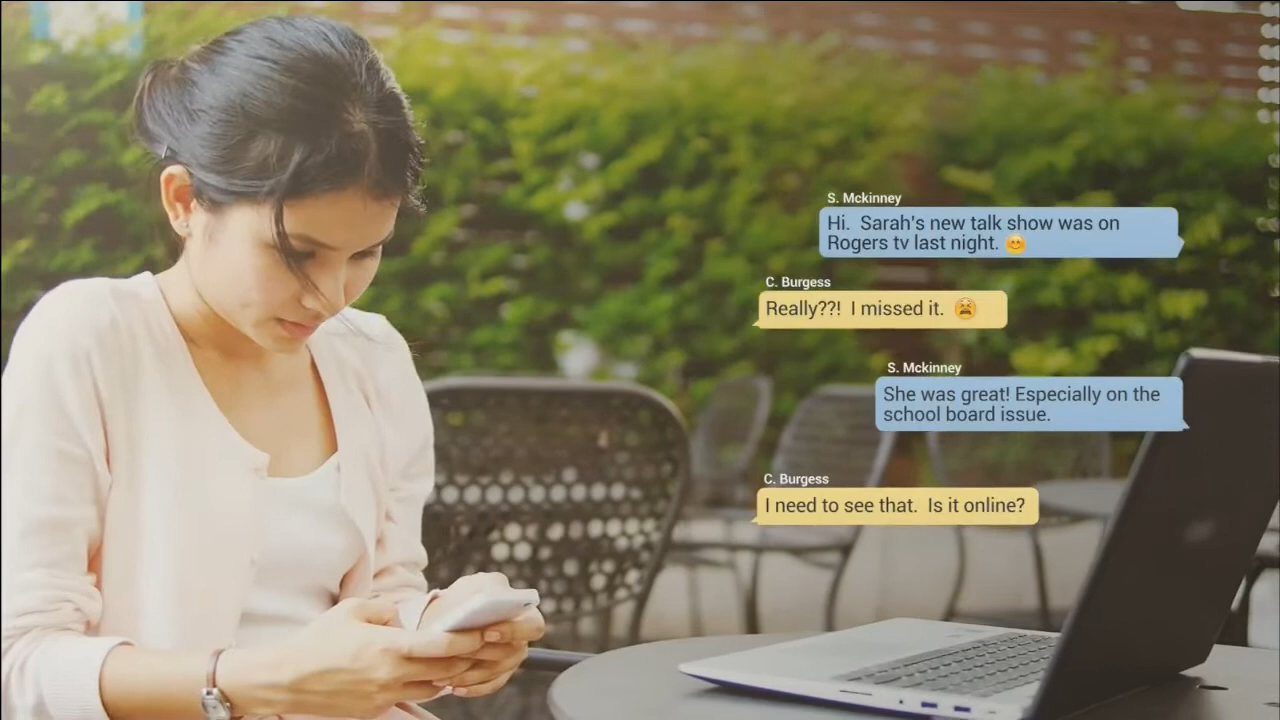 S. Mckinney
Hi.  Sarah's new talk show was on
Rogers tv last night. 😊
C. Burgess
Really??!  I missed it.  😫
S. Mckinney
She was great! Especially on the
school board issue.
C. Burgess
I need to see that.  Is it online?